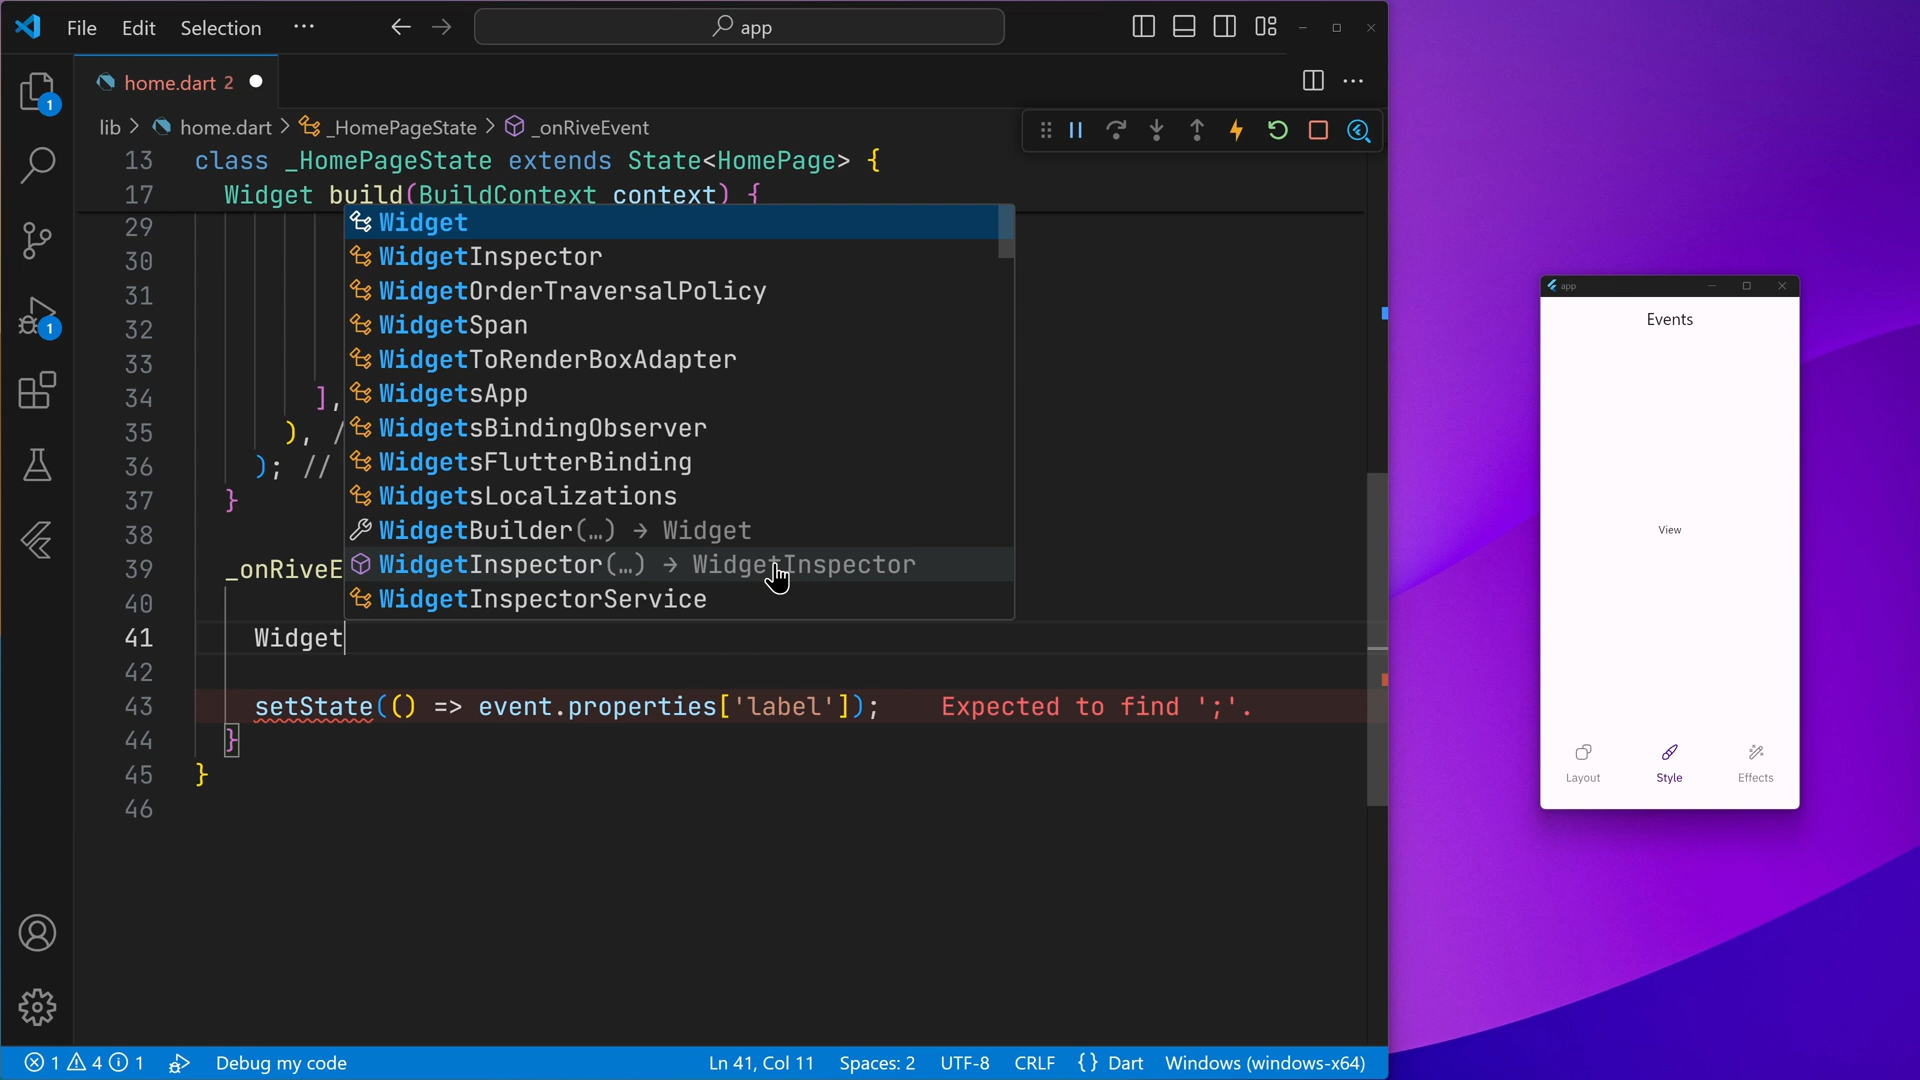 File Edit Selection ···
app
home.dart 2
lib > home.dart > _HomePageState > _onRiveEvent
13 class _HomePageState extends State<HomePage> {
17 Widget build(BuildContext context) {
29
30
31
32
33
34 ],
35 ), /
36 ); //
37 }
38
39 _onRiveE
40
41 Widget
42
43 setState(() => event.properties['label']); Expected to find ';'.
44 }
45 }
46
Widget
WidgetInspector
WidgetOrderTraversalPolicy
WidgetSpan
WidgetToRenderBoxAdapter
WidgetsApp
WidgetsBindingObserver
WidgetsFlutterBinding
WidgetsLocalizations
WidgetBuilder(…) → Widget
WidgetInspector(…) → WidgetInspector
WidgetInspectorService
1
1
1 4 1 Debug my code
Ln 41, Col 11 Spaces: 2 UTF-8 CRLF {} Dart Windows (windows-x64)
app
Events
View
Layout Style Effects